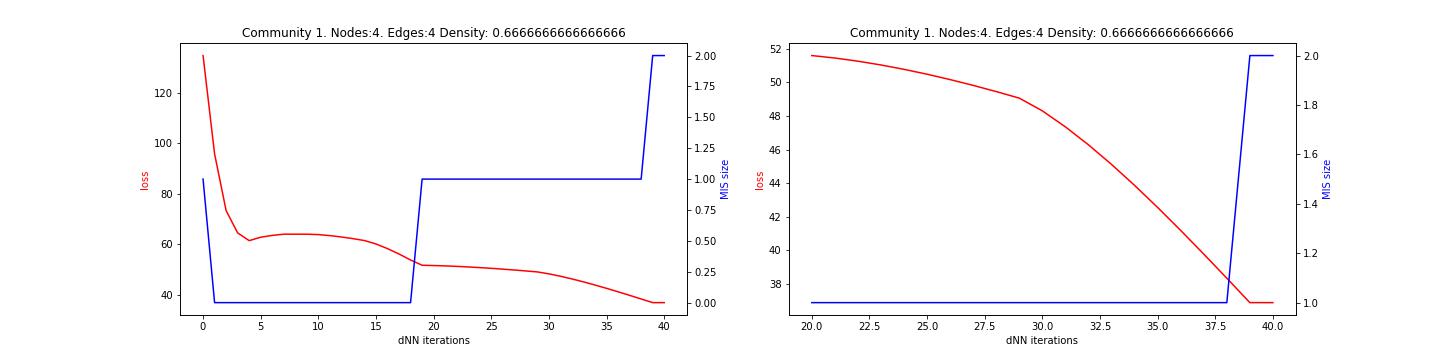 Community 1. Nodes:4. Edges:4 Density: 0.6666666666666666
120
100
80
60
40
loss
2.00
1.75
1.50
1.25
1.00
0.75
0.50
0.25
0.00
MIS size
0 5 10 15 20 25 30 35 40
dNN iterations
Community 1. Nodes:4. Edges:4 Density: 0.6666666666666666
52
50
48
46
44
42
40
38
loss
2.0
1.8
1.6
1.4
1.2
1.0
MIS size
20.0 22.5 25.0 27.5 30.0 32.5 35.0 37.5 40.0
dNN iterations